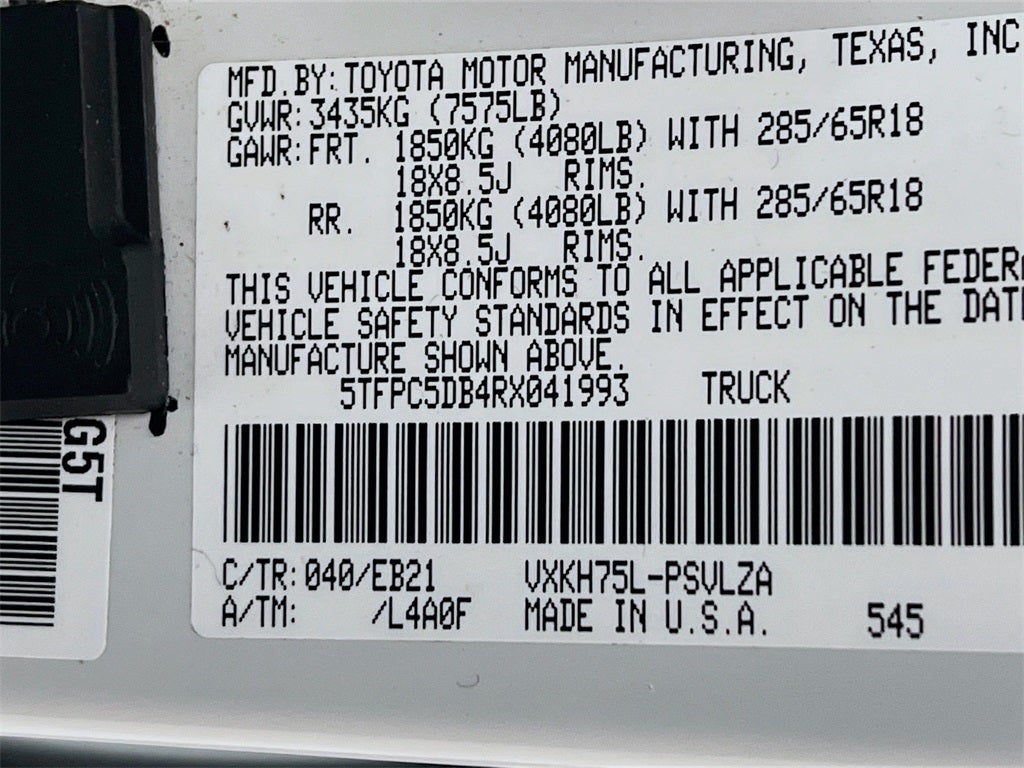 MFD.BY:TOYOTA MOTOR MANUFACTURING, TEXAS, INC
GVWR:3435KG (7575LB)
GAWR:FRT. 1850KG (4080LB) WITH 285/65R18
18X8.5J RIMS.
RR. 1850KG (4080LB) WITH 285/65R18
18X8.5J RIMS.
THIS VEHICLE CONFORMS TO ALL APPLICABLE FEDER
VEHICLE SAFETY STANDARDS IN EFFECT ON THE DAT
MANUFACTURE SHOWN ABOVE.
5TFPC5DB4RX041993 TRUCK
G5T
C/TR:040/EB21 VXKH75L-PSVLZA
A/TM: /L4A0F MADE IN U.S.A. 545